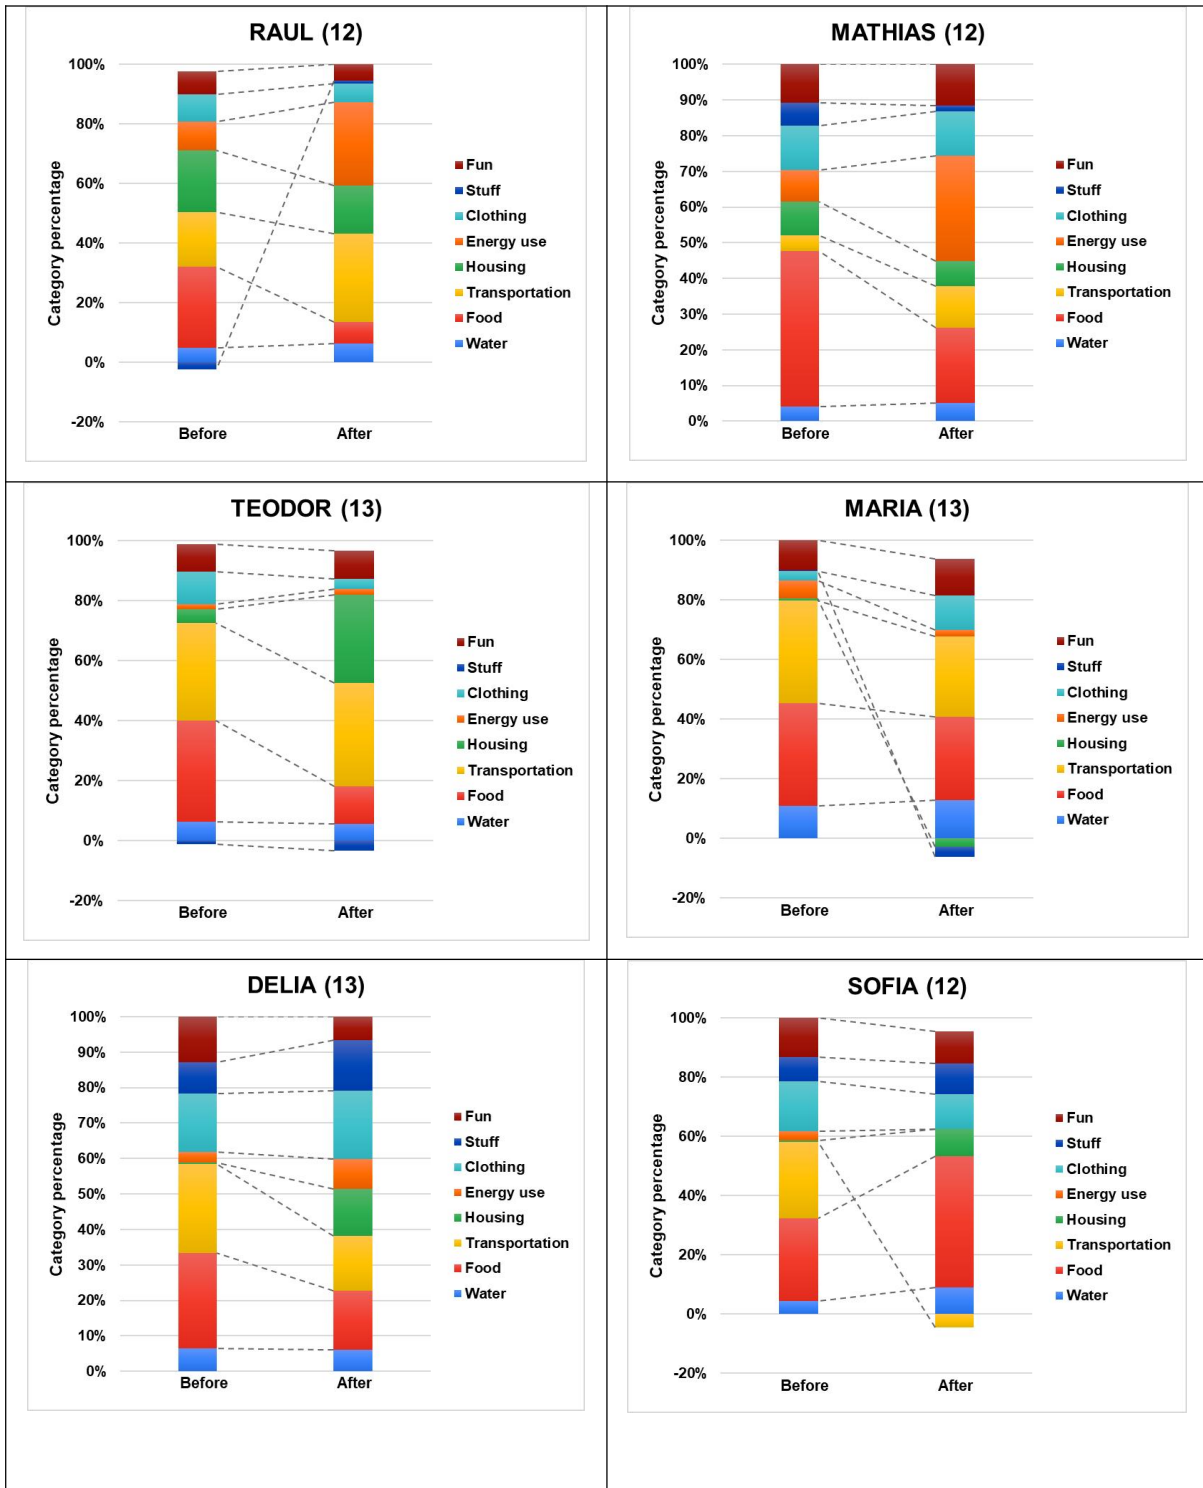 RAUL (12)
100%
80%
60%
40%
20%
0%
-20%
Category percentage
Before
After
Fun
Stuff
Clothing
Energy use
Housing
Transportation
Food
Water
MATHIAS (12)
100%
90%
80%
70%
60%
50%
40%
30%
20%
10%
0%
Category percentage
Before
After
Fun
Stuff
Clothing
Energy use
Housing
Transportation
Food
Water
TEODOR (13)
100%
80%
60%
40%
20%
0%
-20%
Category percentage
Before
After
Fun
Stuff
Clothing
Energy use
Housing
Transportation
Food
Water
MARIA (13)
100%
80%
60%
40%
20%
0%
-20%
Category percentage
Before
After
Fun
Stuff
Clothing
Energy use
Housing
Transportation
Food
Water
DELIA (13)
100%
90%
80%
70%
60%
50%
40%
30%
20%
10%
0%
Category percentage
Before
After
Fun
Stuff
Clothing
Energy use
Housing
Transportation
Food
Water
SOFIA (12)
100%
80%
60%
40%
20%
0%
-20%
Category percentage
Before
After
Fun
Stuff
Clothing
Energy use
Housing
Transportation
Food
Water